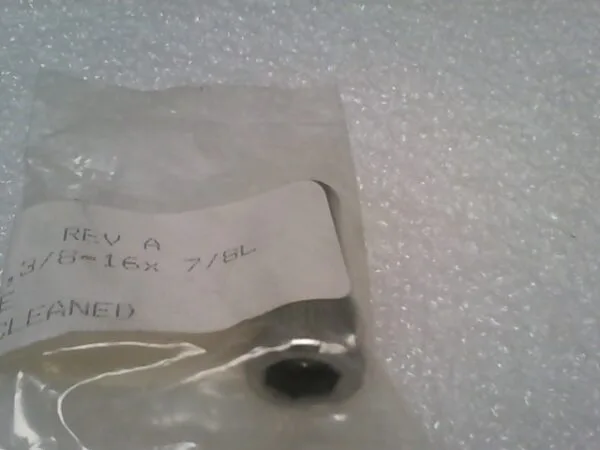 REV A
,3/8-16x 7/8L
E
CLEANED